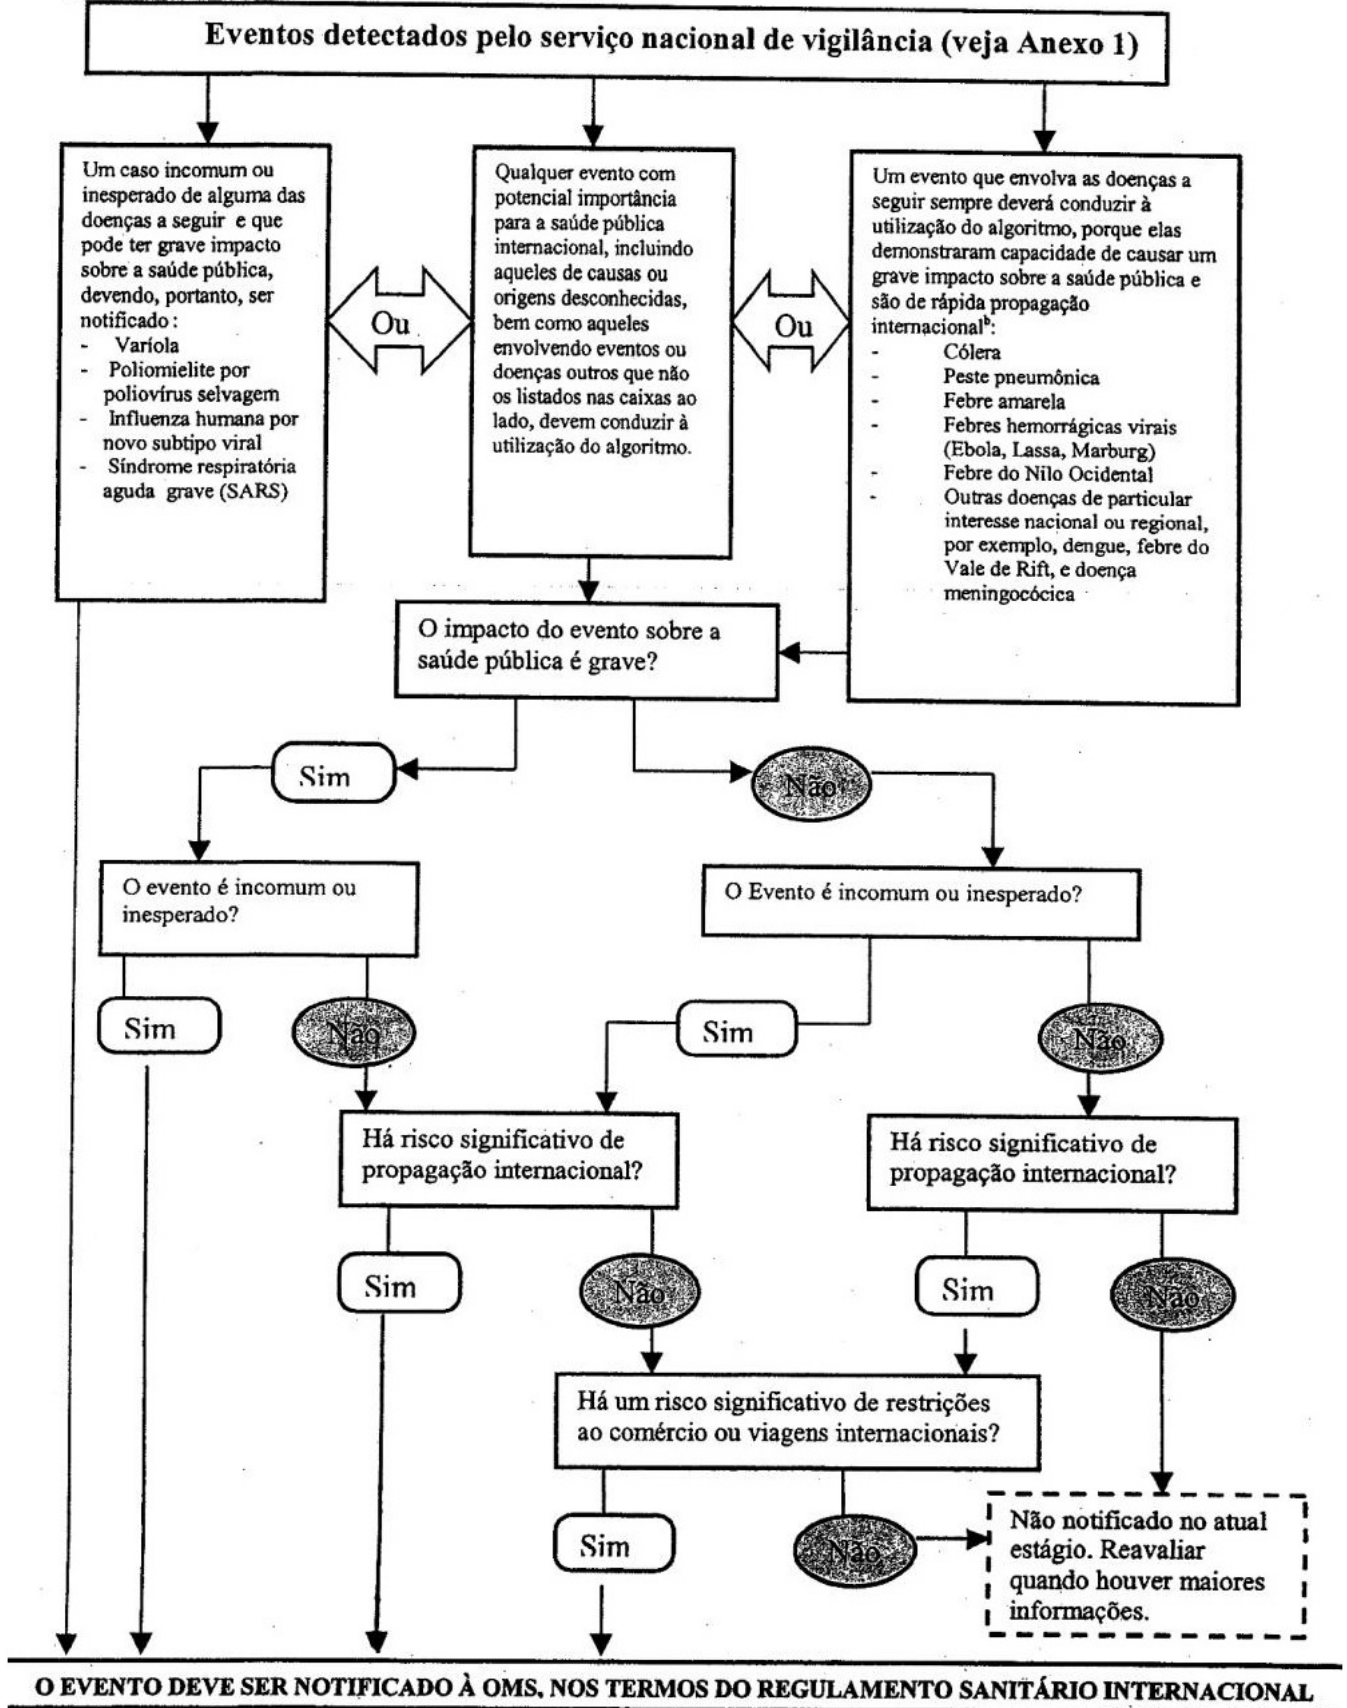 Eventos detectados pelo serviço nacional de vigilância (veja Anexo 1)
Um caso incomum ou
inesperado de alguma das
doenças a seguir e que
pode ter grave impacto
sobre a saúde pública,
devendo, portanto, ser
notificado :
- Varíola
- Poliomielite por
poliovírus selvagem
- Influenza humana por
novo subtipo viral
- Síndrome respiratória
aguda grave (SARS)
Ou
Qualquer evento com
potencial importância
para a saúde pública
internacional, incluindo
aqueles de causas ou
origens desconhecidas,
bem como aqueles
envolvendo eventos ou
doenças outros que não
os listados nas caixas ao
lado, devem conduzir à
utilização do algoritmo.
Ou
Um evento que envolva as doenças a
seguir sempre deverá conduzir à
utilização do algoritmo, porque elas
demonstraram capacidade de causar um
grave impacto sobre a saúde pública e
são de rápida propagação
internacionalᵇ:
- Cólera
- Peste pneumônica
- Febre amarela
- Febres hemorrágicas virais
(Ebola, Lassa, Marburg)
- Febre do Nilo Ocidental
- Outras doenças de particular
interesse nacional ou regional,
por exemplo, dengue, febre do
Vale de Rift, e doença
meningocócica
O impacto do evento sobre a
saúde pública é grave?
Sim
Não
O evento é incomum ou
inesperado?
O Evento é incomum ou inesperado?
Sim
Não
Sim
Não
Há risco significativo de
propagação internacional?
Há risco significativo de
propagação internacional?
Sim
Não
Sim
Não
Há um risco significativo de restrições
ao comércio ou viagens internacionais?
Sim
Não
Não notificado no atual
estágio. Reavaliar
quando houver maiores
informações.
O EVENTO DEVE SER NOTIFICADO À OMS, NOS TERMOS DO REGULAMENTO SANITÁRIO INTERNACIONAL